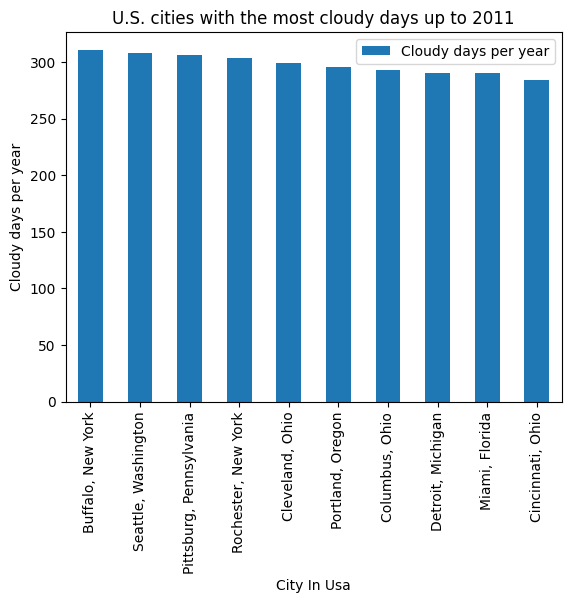 U.S. cities with the most cloudy days up to 2011
Cloudy days per year
Cloudy days per year
300
250
200
150
100
50
0
Buffalo, New York
Seattle, Washington
Pittsburg, Pennsylvania
Rochester, New York
Cleveland, Ohio
Portland, Oregon
Columbus, Ohio
Detroit, Michigan
Miami, Florida
Cincinnati, Ohio
City In Usa